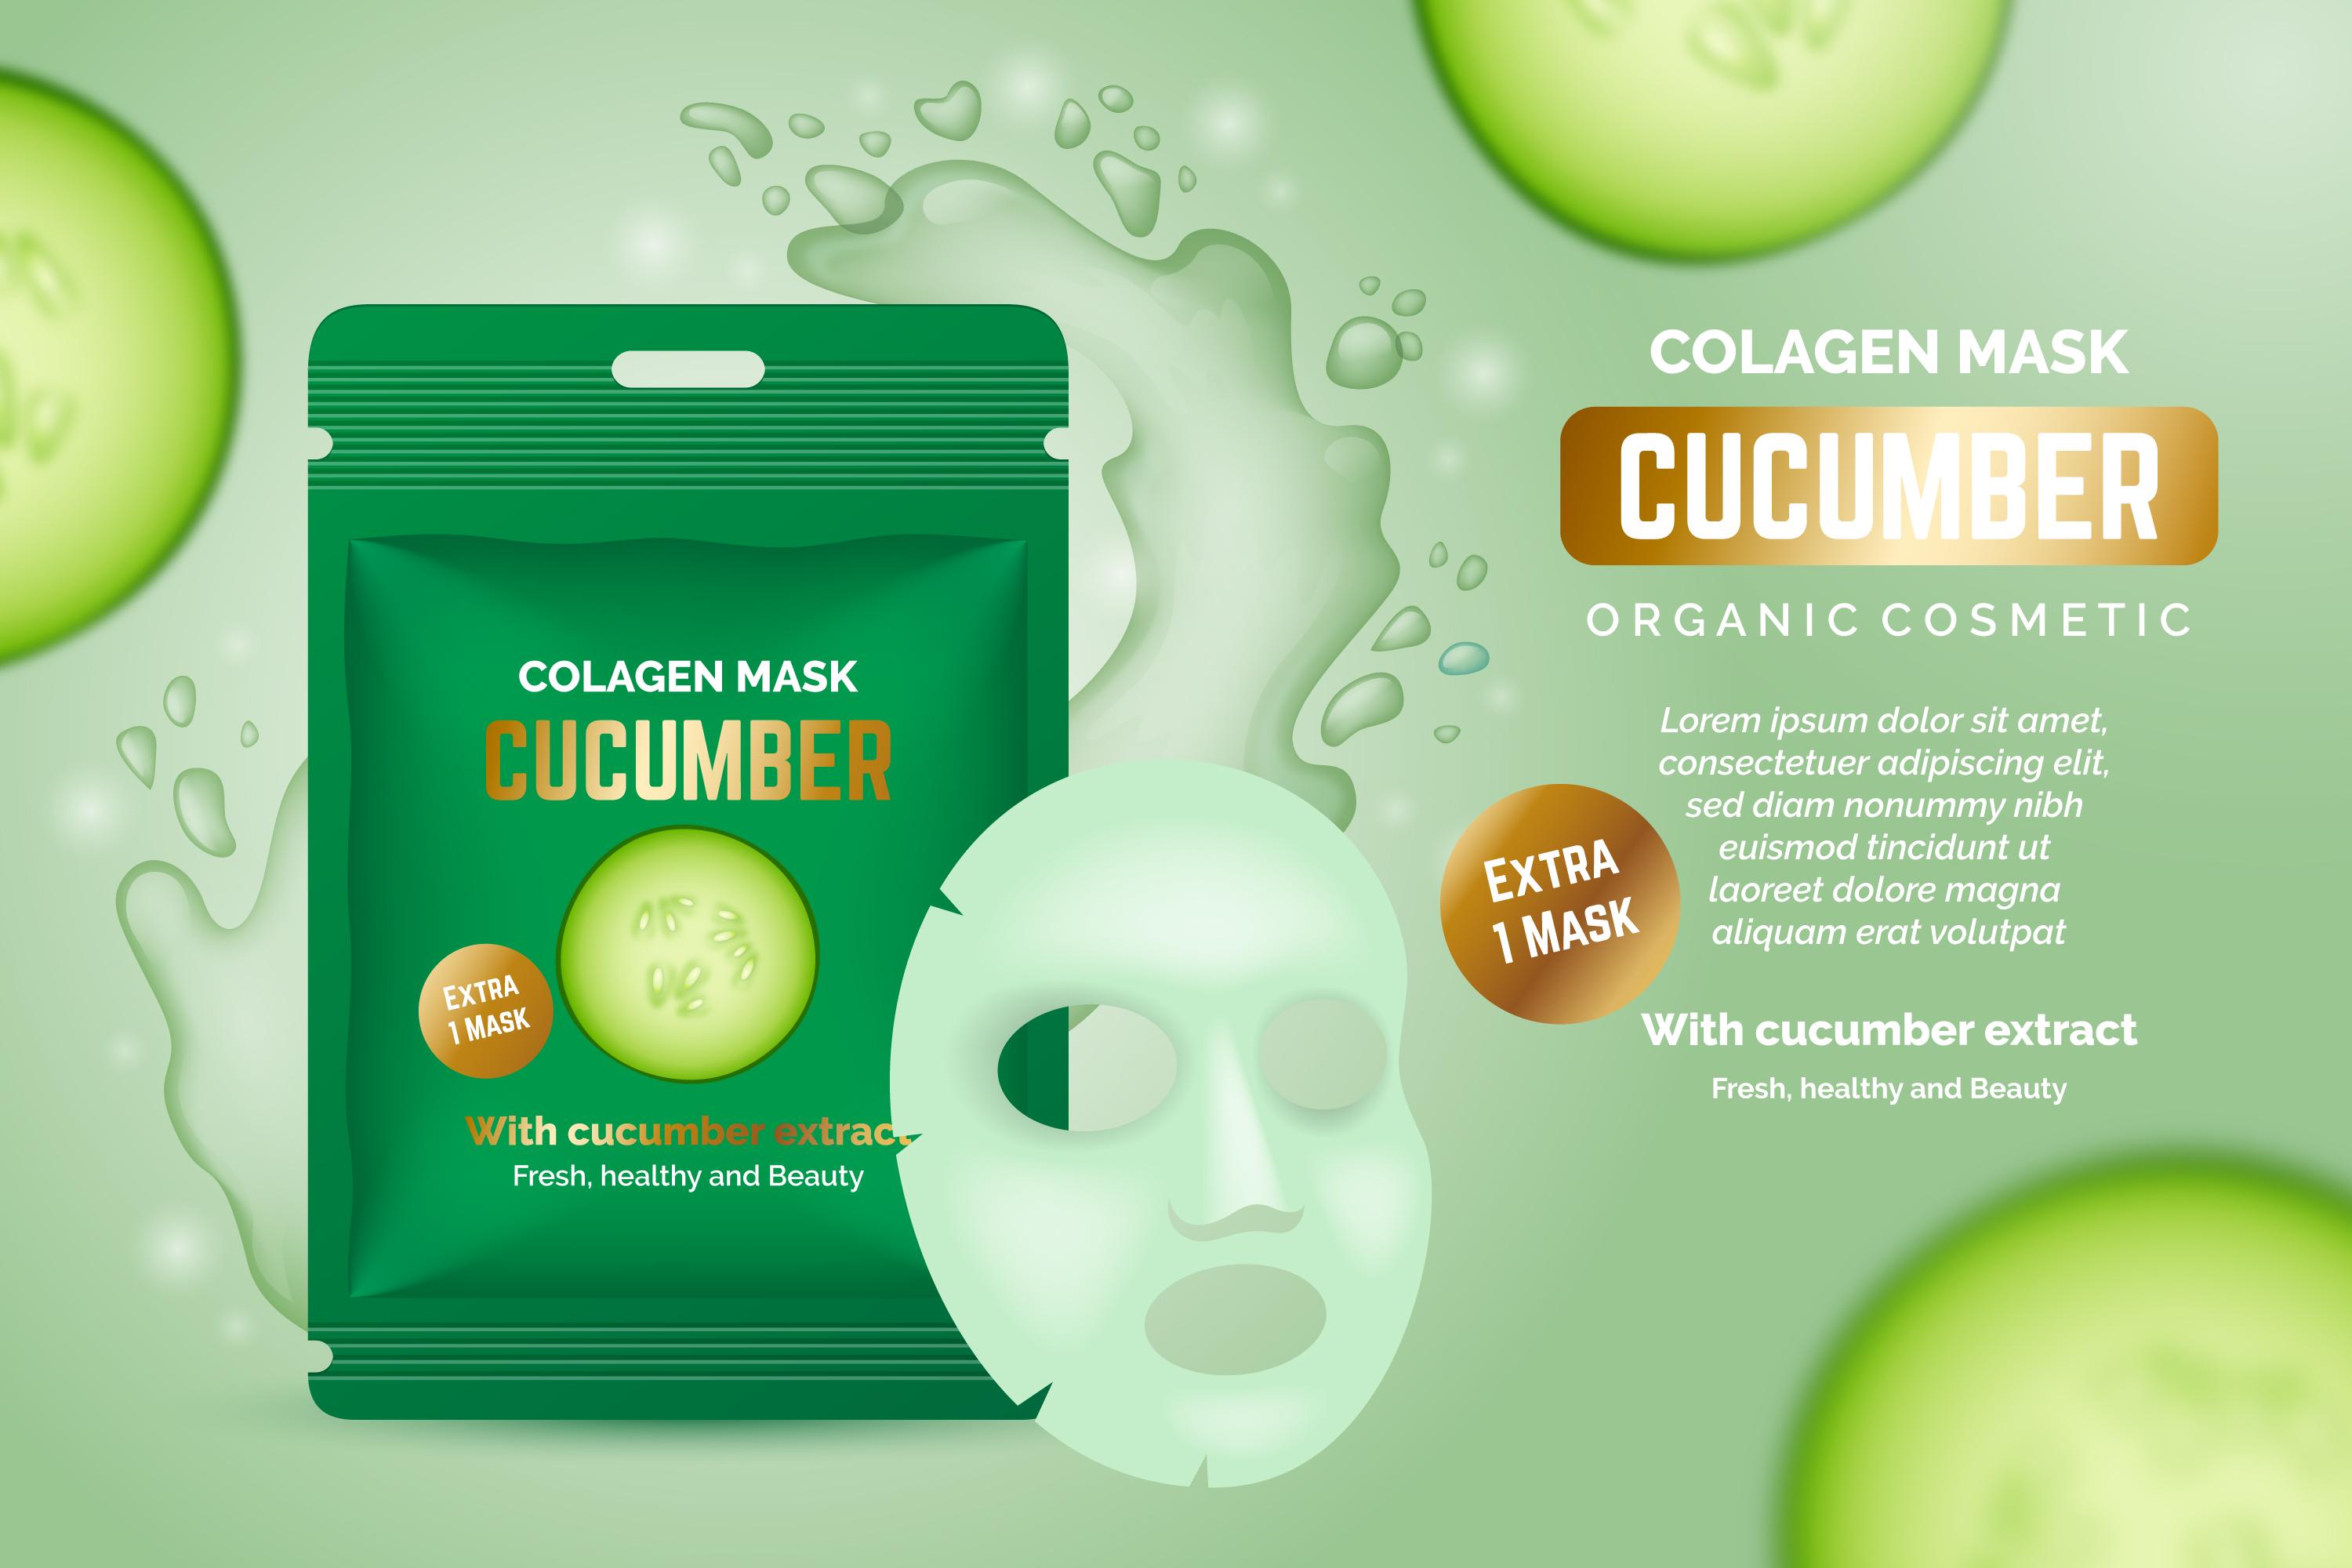 COLAGEN MASK
CUCUMBER
EXTRA
1 MASK
With cucumber extract
Fresh, healthy and Beauty
COLAGEN MASK
CUCUMBER
ORGANIC COSMETIC
Lorem ipsum dolor sit amet,
consectetuer adipiscing elit,
sed diam nonummy nibh
euismod tincidunt ut
laoreet dolore magna
aliquam erat volutpat
EXTRA
1 MASK
With cucumber extract
Fresh, healthy and Beauty